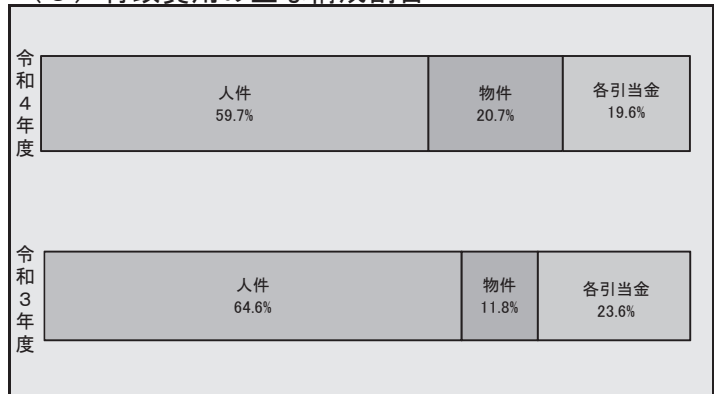 令和4年度
人件
59.7%
物件
20.7%
各引当金
19.6%
令和3年度
人件
64.6%
物件
11.8%
各引当金
23.6%